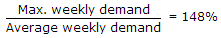 Max. weekly demand
Average weekly demand = 148%